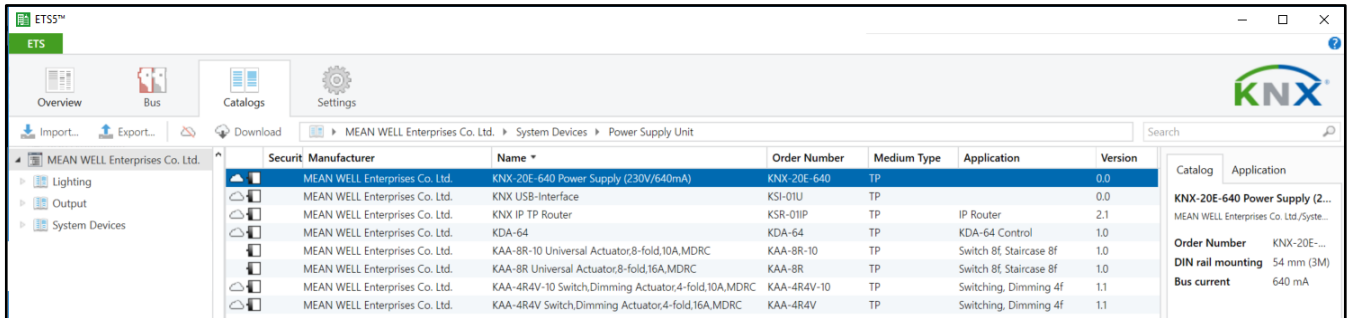 ETS5™
ETS
Overview Bus Catalogs Settings
KNX
Import... Export... Download MEAN WELL Enterprises Co. Ltd. System Devices Power Supply Unit Search
MEAN WELL Enterprises Co. Ltd.
Lighting
Output
System Devices
Securit Manufacturer Name Order Number Medium Type Application Version
MEAN WELL Enterprises Co. Ltd. KNX-20E-640 Power Supply (230V/640mA) KNX-20E-640 TP 0.0
MEAN WELL Enterprises Co. Ltd. KNX USB-Interface KSI-01U TP 0.0
MEAN WELL Enterprises Co. Ltd. KNX IP TP Router KSR-01IP TP IP Router 2.1
MEAN WELL Enterprises Co. Ltd. KDA-64 KDA-64 TP KDA-64 Control 1.0
MEAN WELL Enterprises Co. Ltd. KAA-8R-10 Universal Actuator,8-fold,10A,MDRC KAA-8R-10 TP Switch 8f, Staircase 8f 1.0
MEAN WELL Enterprises Co. Ltd. KAA-8R Universal Actuator,8-fold,16A,MDRC KAA-8R TP Switch 8f, Staircase 8f 1.0
MEAN WELL Enterprises Co. Ltd. KAA-4R4V-10 Switch,Dimming Actuator,4-fold,10A,MDRC KAA-4R4V-10 TP Switching, Dimming 4f 1.1
MEAN WELL Enterprises Co. Ltd. KAA-4R4V Switch,Dimming Actuator,4-fold,16A,MDRC KAA-4R4V TP Switching, Dimming 4f 1.1
Catalog Application
KNX-20E-640 Power Supply (2...
MEAN WELL Enterprises Co. Ltd./Syste...
Order Number KNX-20E-...
DIN rail mounting 54 mm (3M)
Bus current 640 mA